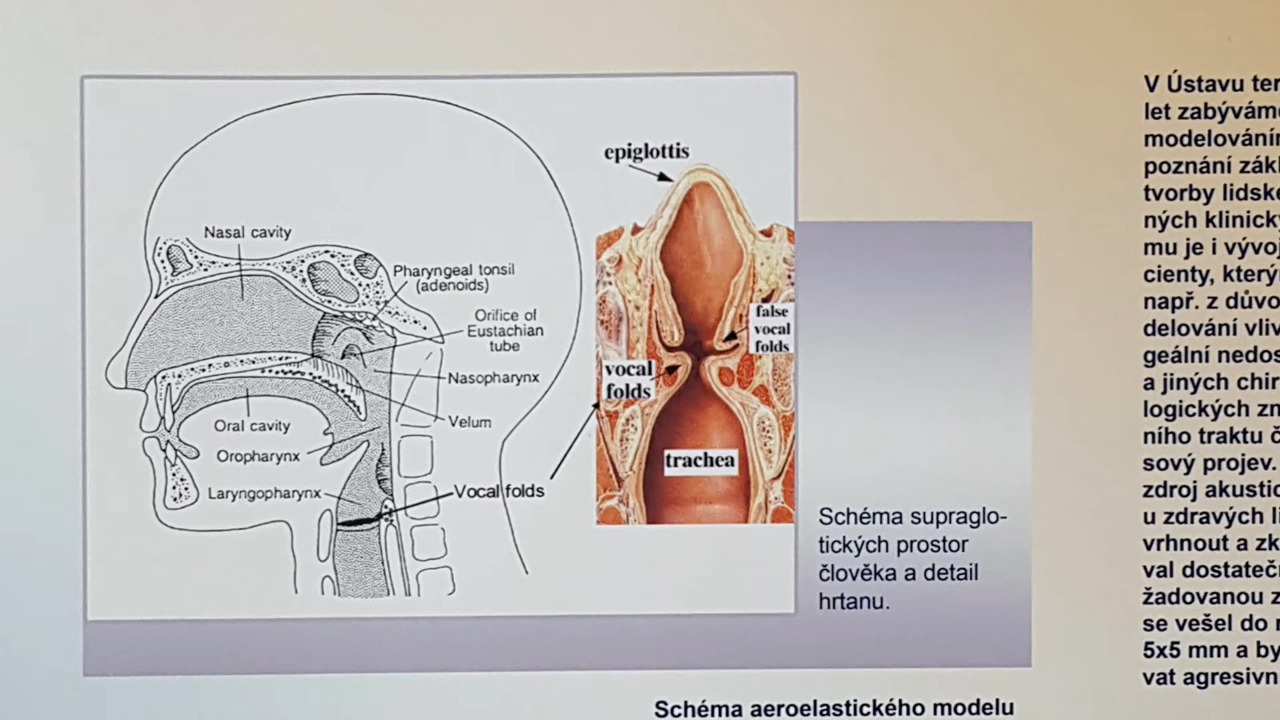 Nasal cavity
Pharyngeal tonsil
(adenoids)
Orifice of
Eustachian
tube
Nasopharynx
Velum
Oral cavity
Oropharynx
Laryngopharynx
Vocal folds
epiglottis
false
vocal
folds
vocal
folds
trachea
Schéma supraglo-
tických prostor
člověka a detail
hrtanu.
Schéma aeroelastického modelu
V Ústavu ter
let zabýváme
modelování
poznání zákl
tvorby lidské
ných klinický
mu je i vývoj
cienty, který
např. z důvo
delování vliv
geální nedos
a jiných chir
logických zn
ního traktu č
sový projev.
zdroj akustic
u zdravých li
vrhnout a zk
val dostateč
žadovanou z
se vešel do
5x5 mm a by
vat agresivn